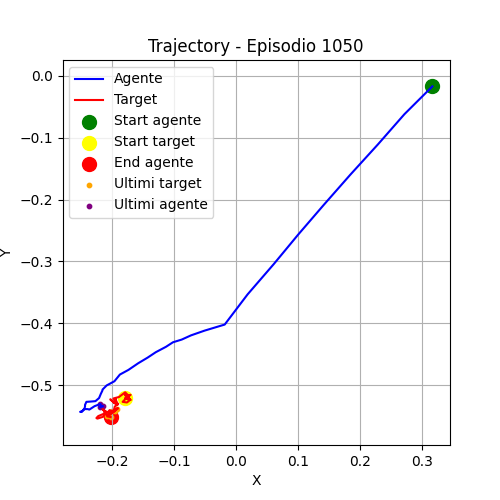 Trajectory - Episodio 1050
Agente
Target
Start agente
Start target
End agente
Ultimi target
Ultimi agente
0.0
−0.1
−0.2
−0.3
−0.4
−0.5
Y
−0.2
−0.1
0.0
0.1
0.2
0.3
X